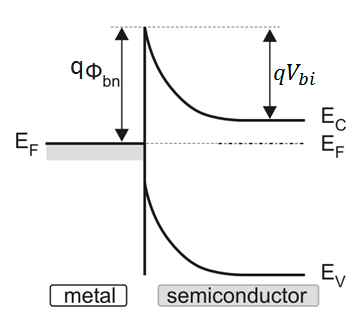 qΦbn
qVbi
EC
EF
EF
EV
metal
semiconductor